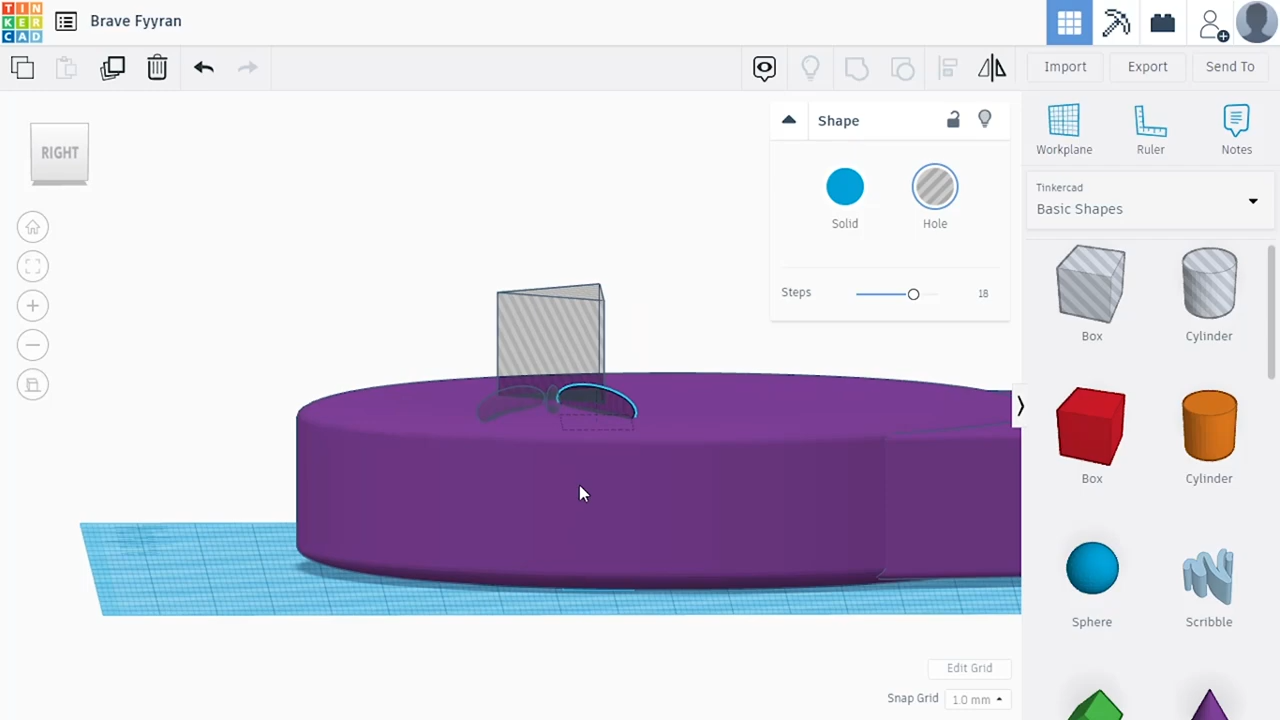 TIN
KER
CAD
Brave Fyyran
Import
Export
Send To
RIGHT
Shape
Solid
Hole
Steps
18
Workplane
Ruler
Notes
Tinkercad
Basic Shapes
Box
Cylinder
Box
Cylinder
Sphere
Scribble
Edit Grid
Snap Grid
1.0 mm